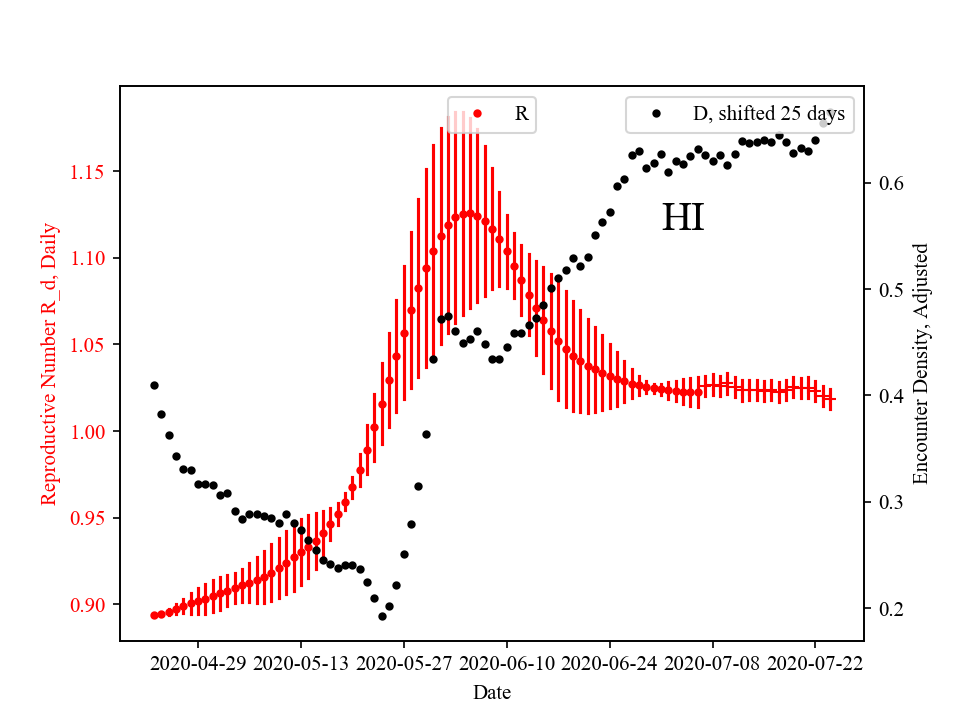 R
D, shifted 25 days
HI
Reproductive Number R_d, Daily
1.15
1.10
1.05
1.00
0.95
0.90
0.6
0.5
0.4
0.3
0.2
Encounter Density, Adjusted
2020-04-29 2020-05-13 2020-05-27 2020-06-10 2020-06-24 2020-07-08 2020-07-22
Date